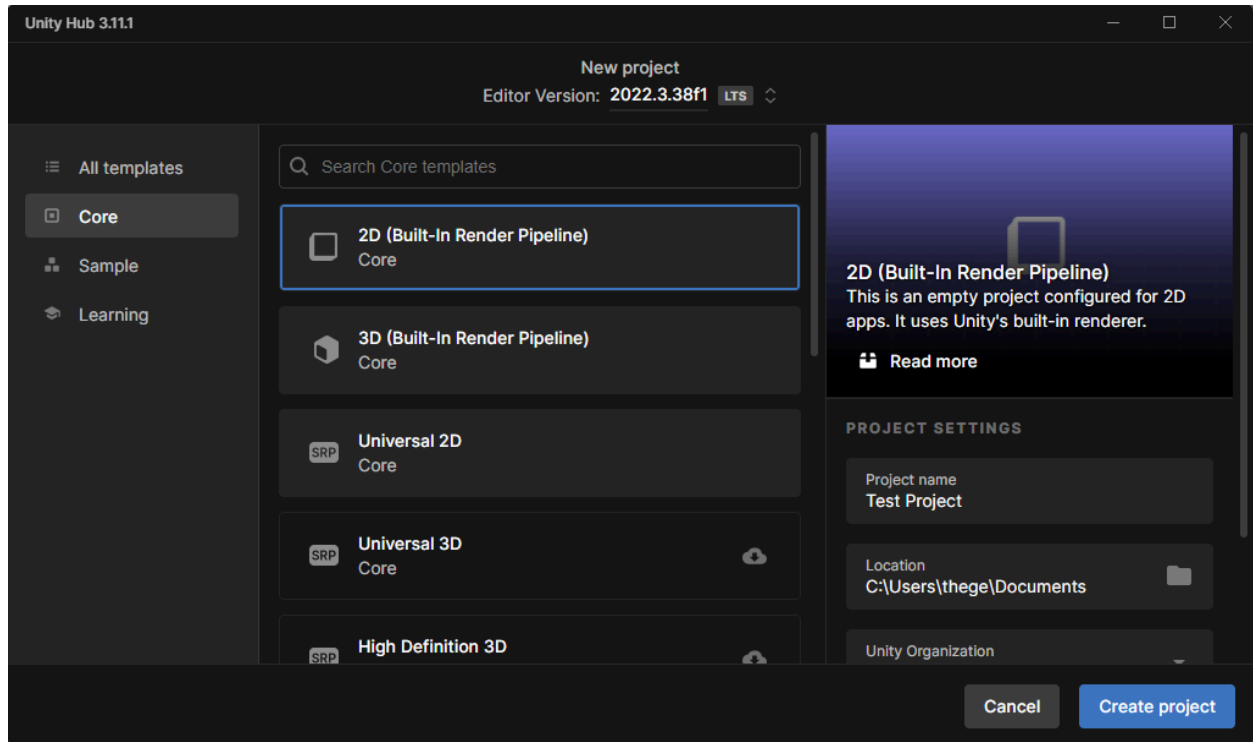 Unity Hub 3.11.1
New project
Editor Version: 2022.3.38f1 LTS
All templates
Core
Sample
Learning
Search Core templates
2D (Built-In Render Pipeline)
Core
3D (Built-In Render Pipeline)
Core
SRP
Universal 2D
Core
SRP
Universal 3D
Core
SRP
High Definition 3D
2D (Built-In Render Pipeline)
This is an empty project configured for 2D
apps. It uses Unity's built-in renderer.
Read more
PROJECT SETTINGS
Project name
Test Project
Location
C:\Users\thege\Documents
Unity Organization
Cancel
Create project